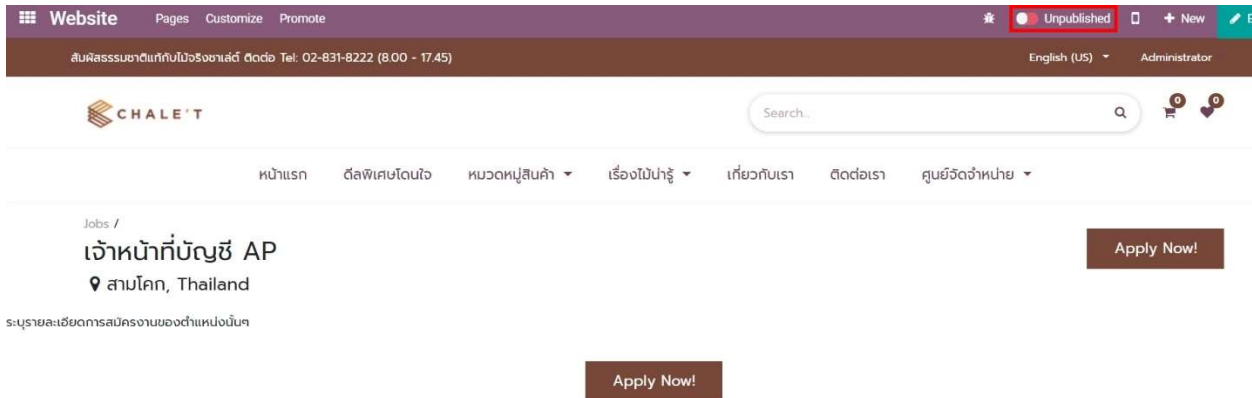 Website Pages Customize Promote Unpublished + New
สัมผัสธรรมชาติแท้กับไม้จริงชาเล่ต์ ติดต่อ Tel: 02-831-8222 (8.00 - 17.45) English (US) Administrator
CHALE'T Search.. 0 0
หน้าแรก ดีลพิเศษโดนใจ หมวดหมู่สินค้า เรื่องไม้น่ารู้ เกี่ยวกับเรา ติดต่อเรา ศูนย์จัดจำหน่าย
Jobs /
เจ้าหน้าที่บัญชี AP Apply Now!
สามโคก, Thailand
ระบุรายละเอียดการสมัครงานของตำแหน่งนั้นๆ
Apply Now!